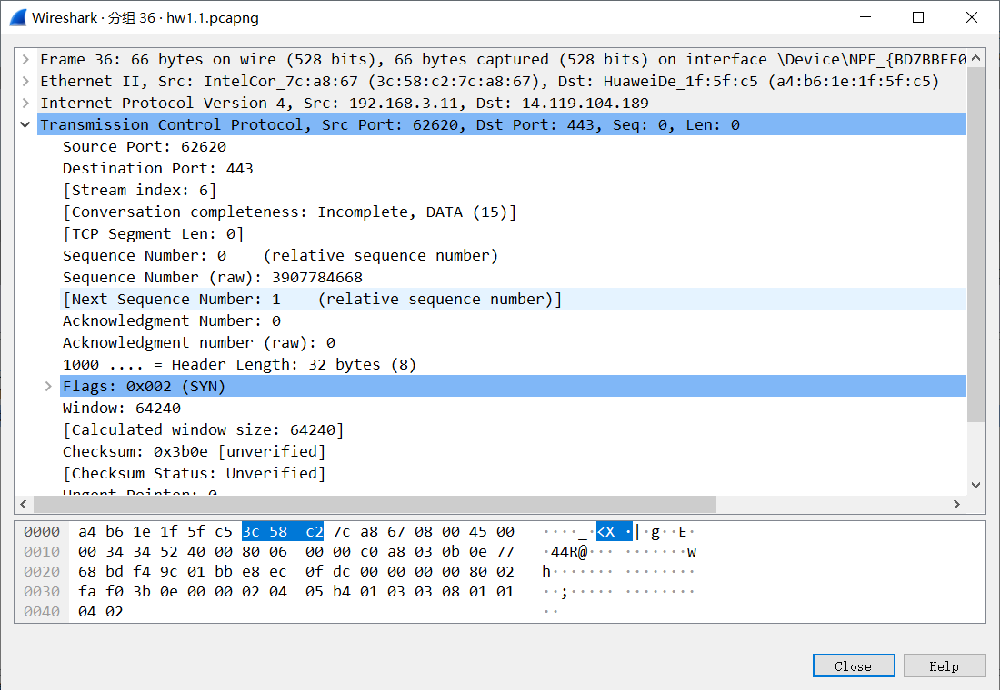 Wireshark · 分组 36 · hw1.1.pcapng
Frame 36: 66 bytes on wire (528 bits), 66 bytes captured (528 bits) on interface \Device\NPF_{BD7BBEF0
Ethernet II, Src: IntelCor_7c:a8:67 (3c:58:c2:7c:a8:67), Dst: HuaweiDe_1f:5f:c5 (a4:b6:1e:1f:5f:c5)
Internet Protocol Version 4, Src: 192.168.3.11, Dst: 14.119.104.189
Transmission Control Protocol, Src Port: 62620, Dst Port: 443, Seq: 0, Len: 0
Source Port: 62620
Destination Port: 443
[Stream index: 6]
[Conversation completeness: Incomplete, DATA (15)]
[TCP Segment Len: 0]
Sequence Number: 0    (relative sequence number)
Sequence Number (raw): 3907784668
[Next Sequence Number: 1    (relative sequence number)]
Acknowledgment Number: 0
Acknowledgment number (raw): 0
1000 .... = Header Length: 32 bytes (8)
Flags: 0x002 (SYN)
Window: 64240
[Calculated window size: 64240]
Checksum: 0x3b0e [unverified]
[Checksum Status: Unverified]
Urgent Pointer: 0
0000 a4 b6 1e 1f 5f c5 3c 58 c2 7c a8 67 08 00 45 00 ····_·<X ·|·g··E·
0010 00 34 34 52 40 00 80 06 00 00 c0 a8 03 0b 0e 77 ·44R@··· ·······w
0020 68 bd f4 9c 01 bb e8 ec 0f dc 00 00 00 00 80 02 h······· ········
0030 fa f0 3b 0e 00 00 02 04 05 b4 01 03 03 08 01 01 ··;····· ········
0040 04 02 ··
Close
Help